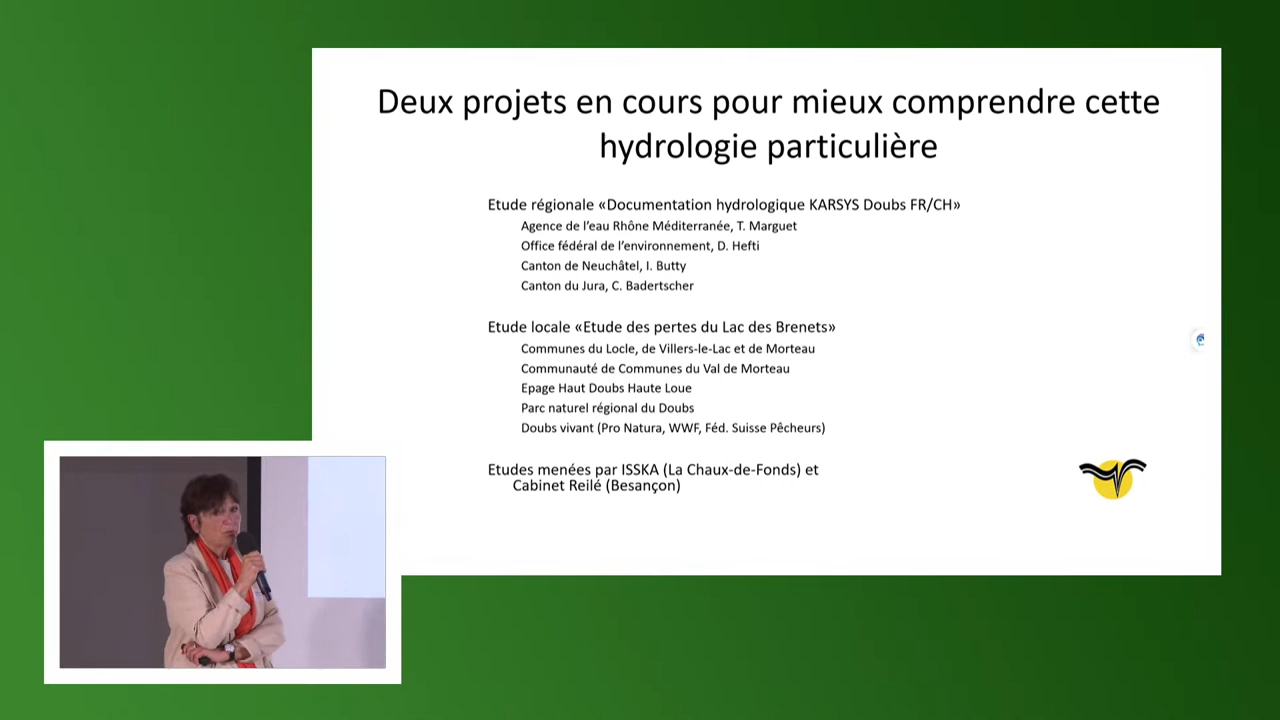 Deux projets en cours pour mieux comprendre cette
hydrologie particulière
Etude régionale «Documentation hydrologique KARSYS Doubs FR/CH»
Agence de l'eau Rhône Méditerranée, T. Marguet
Office fédéral de l'environnement, D. Hefti
Canton de Neuchâtel, I. Butty
Canton du Jura, C. Badertscher
Etude locale «Etude des pertes du Lac des Brenets»
Communes du Locle, de Villers-le-Lac et de Morteau
Communauté de Communes du Val de Morteau
Epage Haut Doubs Haute Loue
Parc naturel régional du Doubs
Doubs vivant (Pro Natura, WWF, Féd. Suisse Pêcheurs)
Etudes menées par ISSKA (La Chaux-de-Fonds) et
Cabinet Reilé (Besançon)